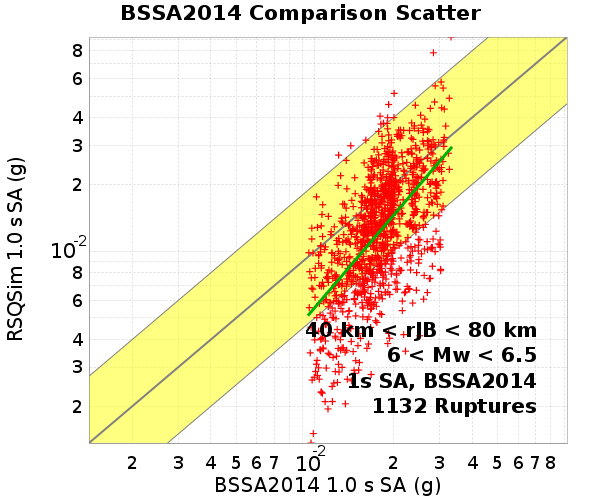 BSSA2014 Comparison Scatter
RSQSim 1.0 s SA (g)
8
6
4
3
2
10-2
8
6
4
3
2
40 km < rJB < 80 km
6 < Mw < 6.5
1s SA, BSSA2014
1132 Ruptures
2 3 4 5 6 7 10-2 2 3 4 5 6 7 8
BSSA2014 1.0 s SA (g)